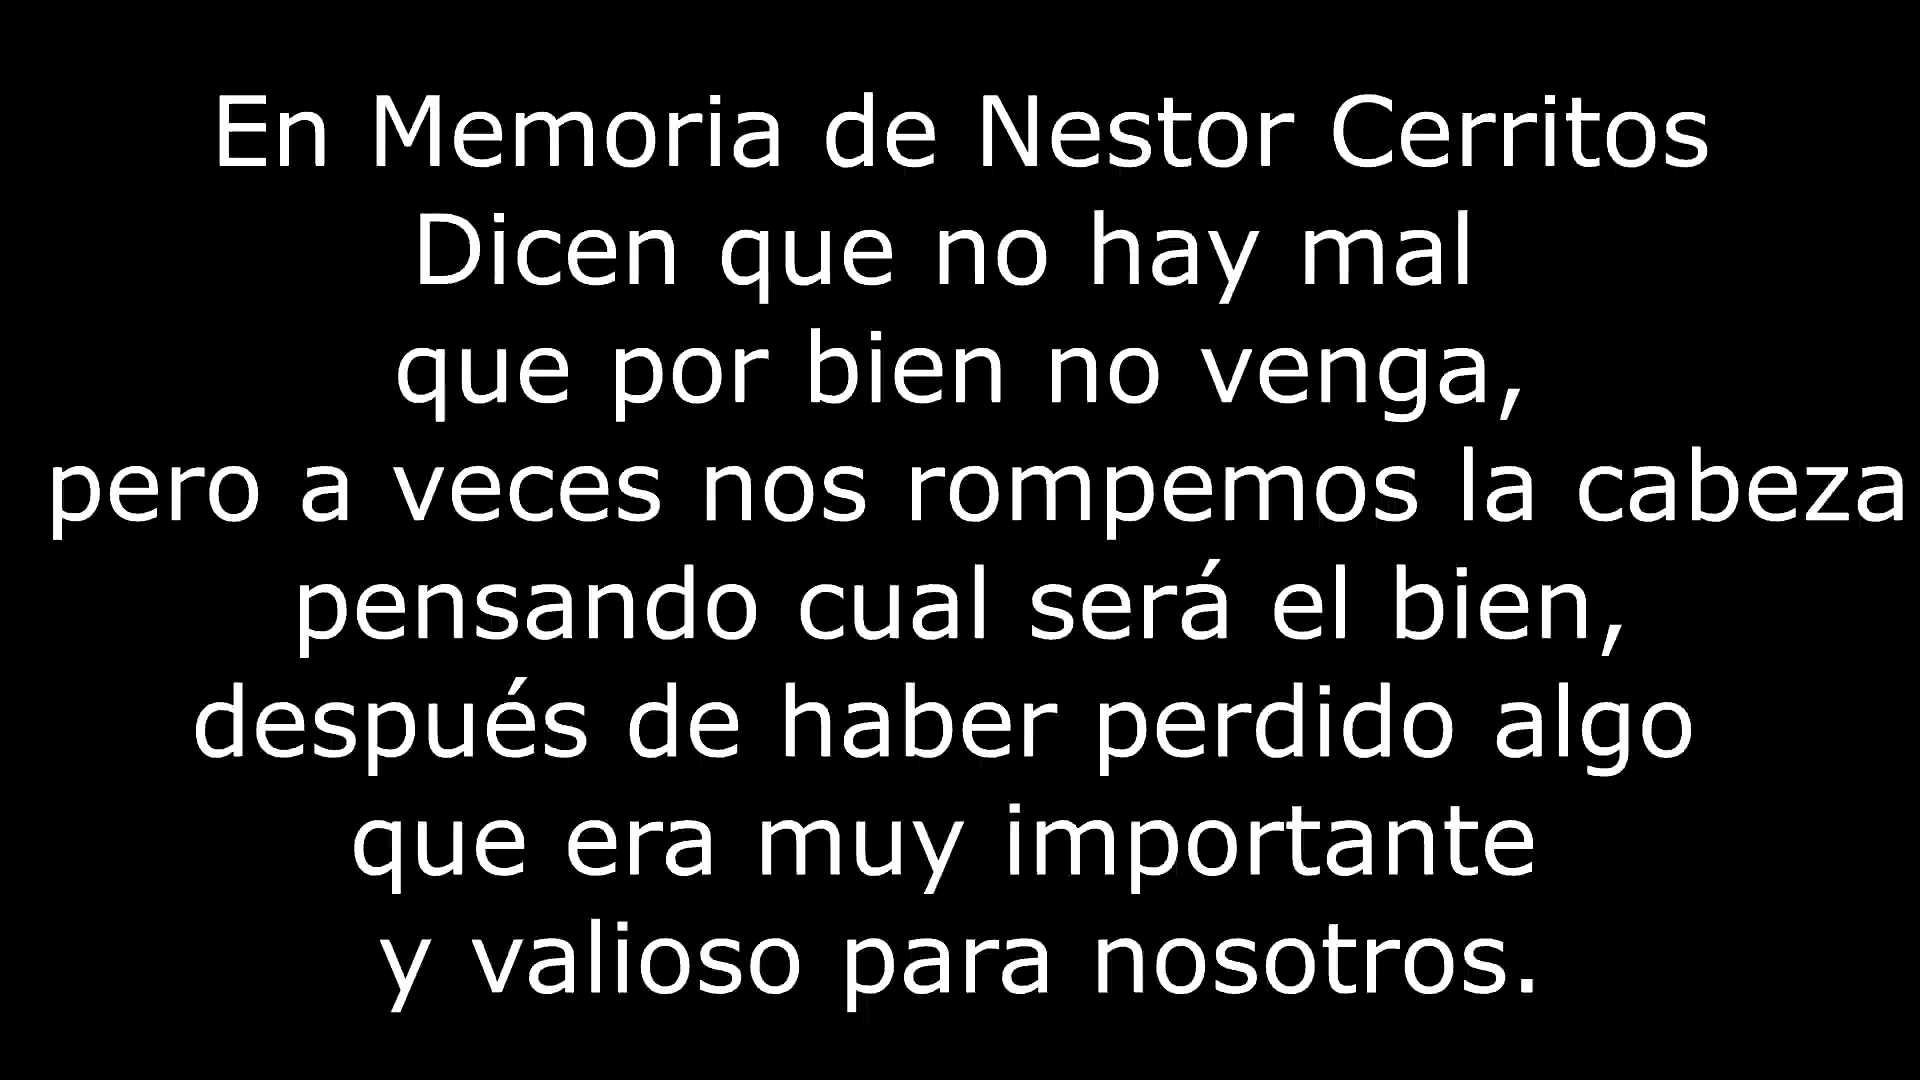 En Memoria de Nestor Cerritos
Dicen que no hay mal
que por bien no venga,
pero a veces nos rompemos la cabeza
pensando cual será el bien,
después de haber perdido algo
que era muy importante
y valioso para nosotros.